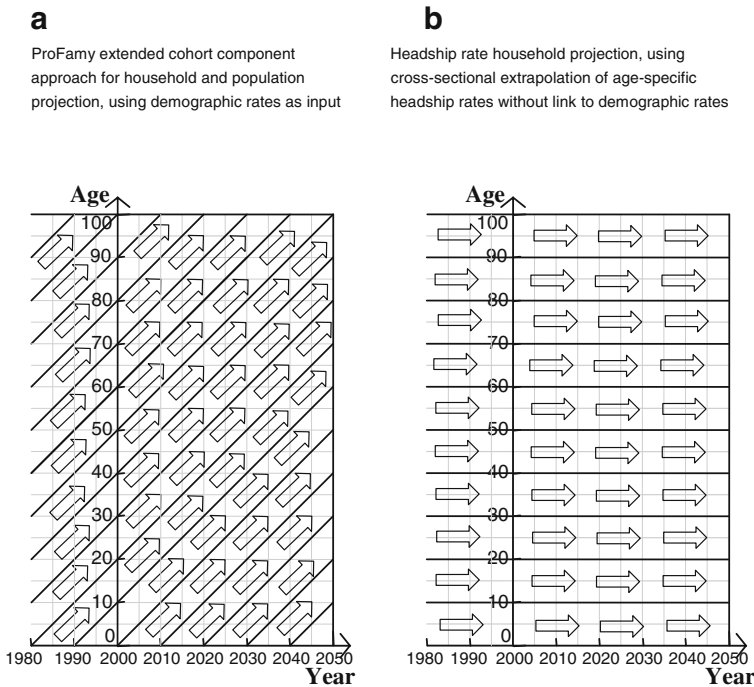 a
ProFamy extended cohort component
approach for household and population
projection, using demographic rates as input
Age
100
90
80
70
60
50
40
30
20
10
0
1980 1990 2000 2010 2020 2030 2040 2050
Year
b
Headship rate household projection, using
cross-sectional extrapolation of age-specific
headship rates without link to demographic rates
Age
100
90
80
70
60
50
40
30
20
10
0
1980 1990 2000 2010 2020 2030 2040 2050
Year